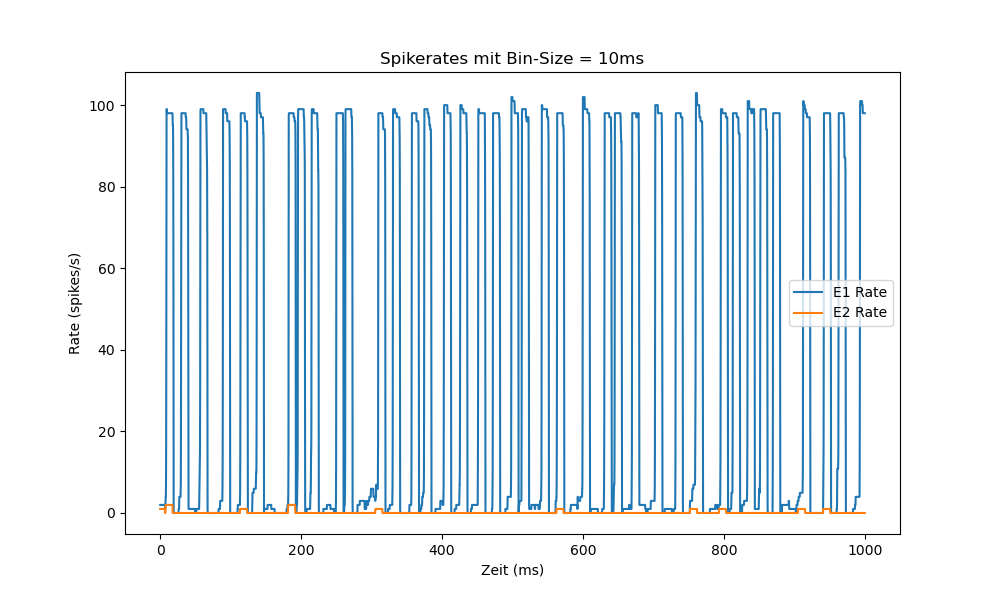 Spikerates mit Bin-Size = 10ms
Rate (spikes/s)
100
80
60
40
20
0
E1 Rate
E2 Rate
0 200 400 600 800 1000
Zeit (ms)